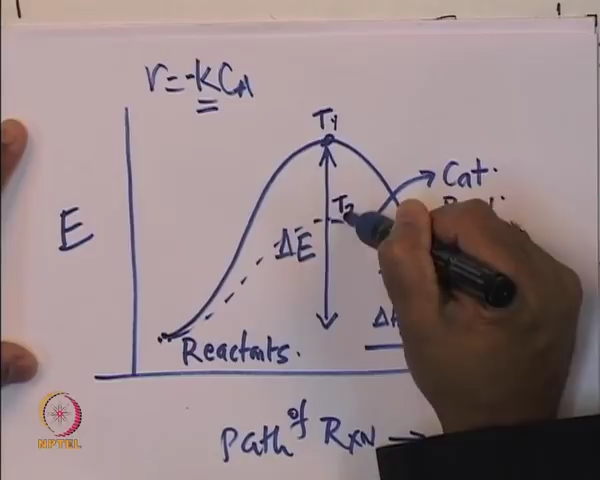 r = -kCA
T1
Cat.
T2
E
ΔE
Reactants.
Path of RXN →
NPTEL